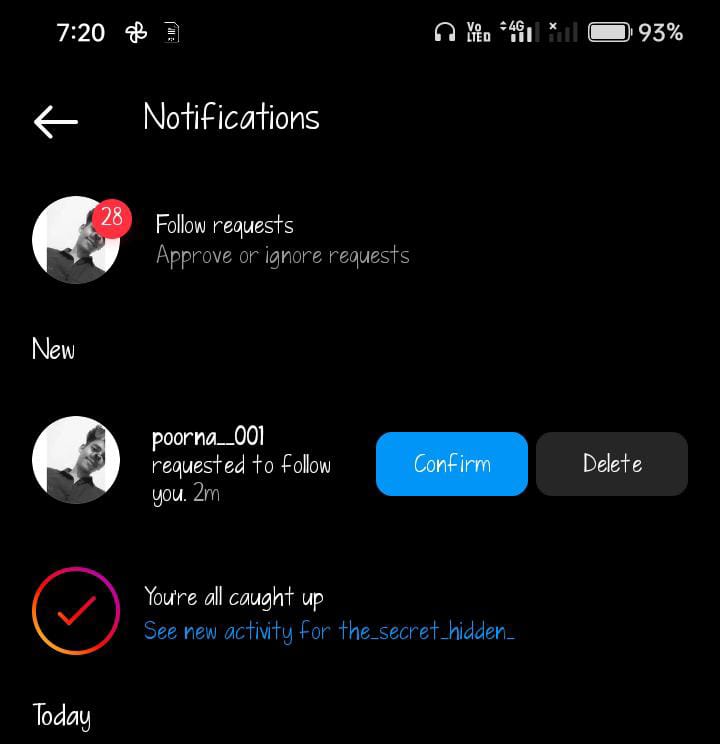 7:20 Vo LTED 4G 93%
Notifications
28
Follow requests
Approve or ignore requests
New
poorna__001
requested to follow
you. 2m
Confirm Delete
You're all caught up
See new activity for the_secret_hidden_
Today